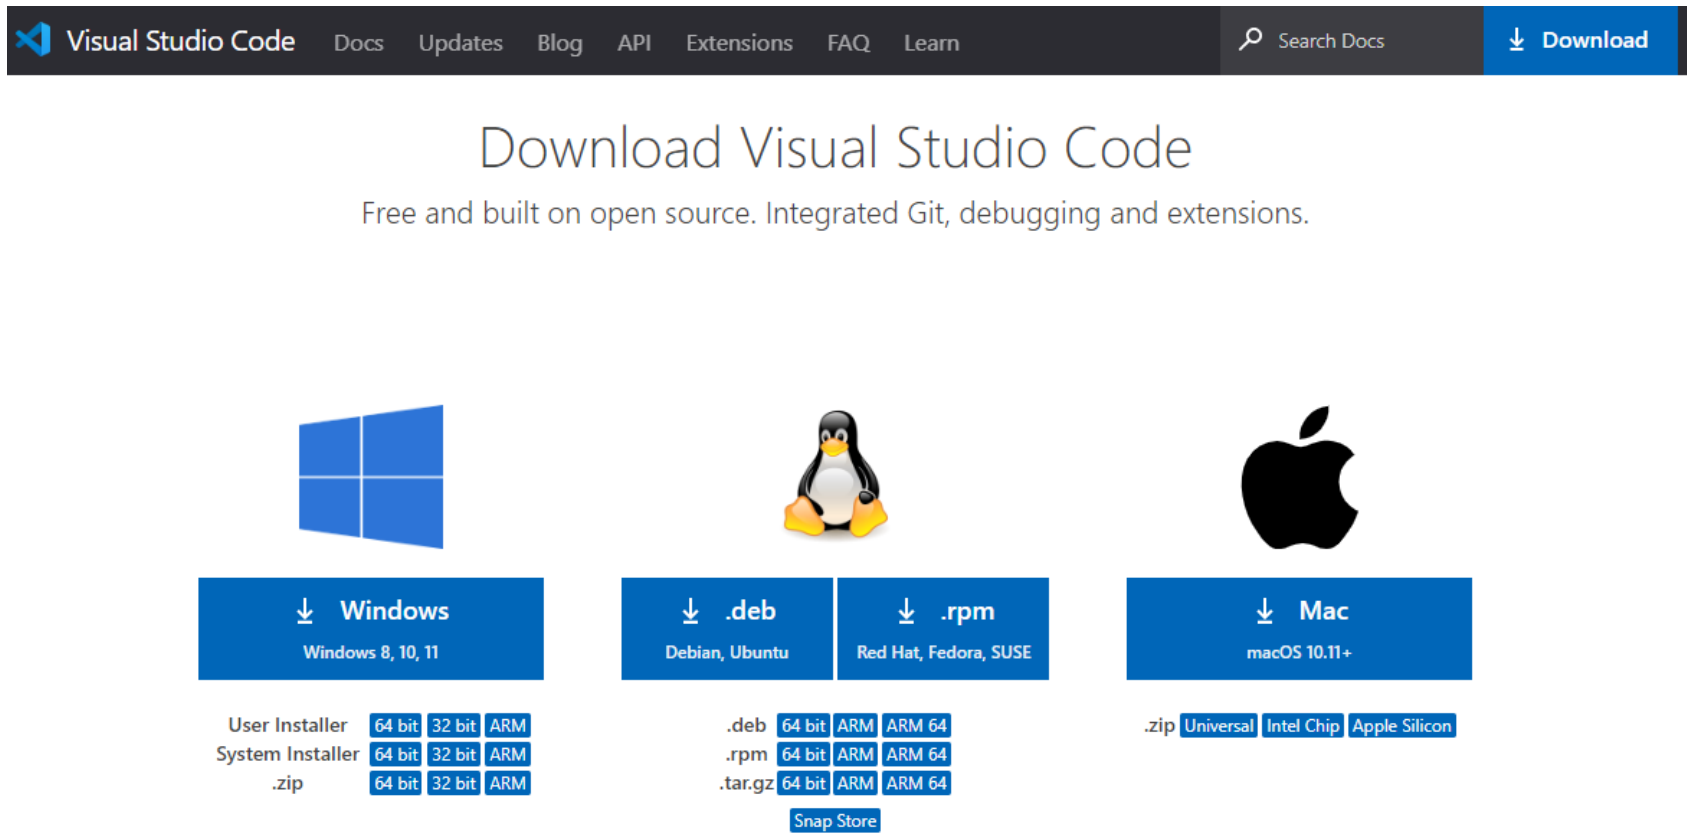 Visual Studio Code Docs Updates Blog API Extensions FAQ Learn Search Docs Download
Download Visual Studio Code
Free and built on open source. Integrated Git, debugging and extensions.
Windows
Windows 8, 10, 11
User Installer 64 bit 32 bit ARM
System Installer 64 bit 32 bit ARM
.zip 64 bit 32 bit ARM
.deb
Debian, Ubuntu
.rpm
Red Hat, Fedora, SUSE
.deb 64 bit ARM ARM 64
.rpm 64 bit ARM ARM 64
.tar.gz 64 bit ARM ARM 64
Snap Store
Mac
macOS 10.11+
.zip Universal Intel Chip Apple Silicon